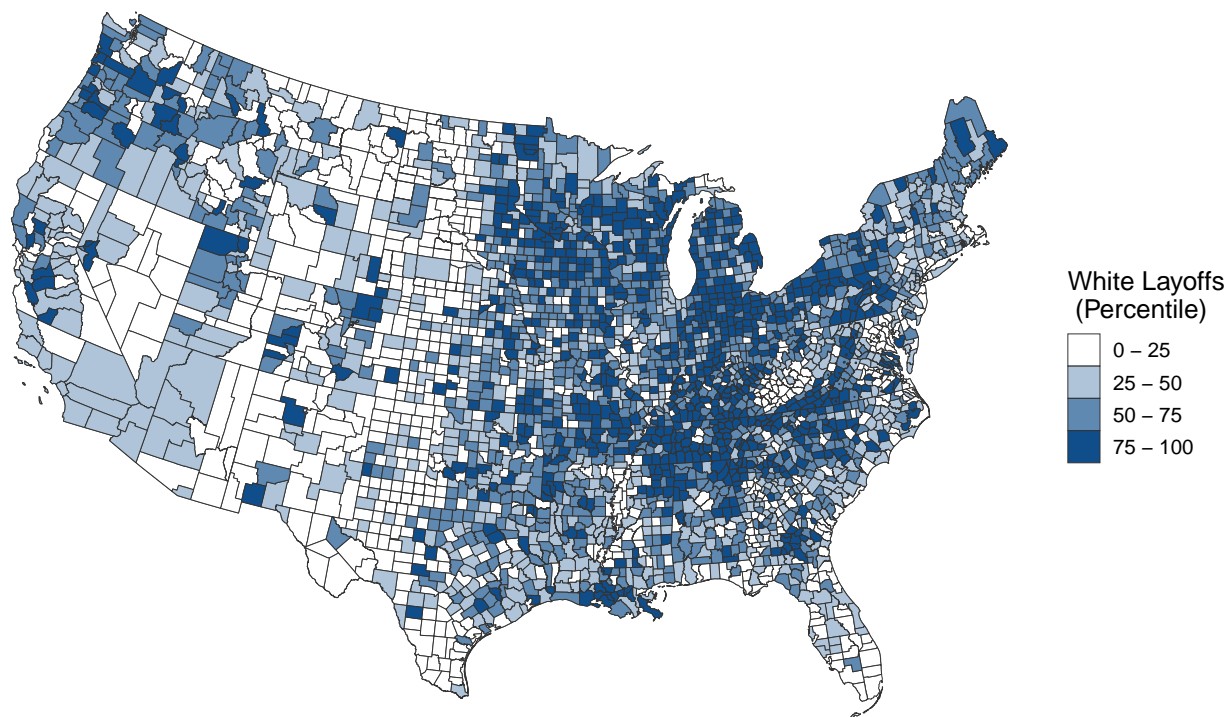 White Layoffs
(Percentile)
0 – 25
25 – 50
50 – 75
75 – 100